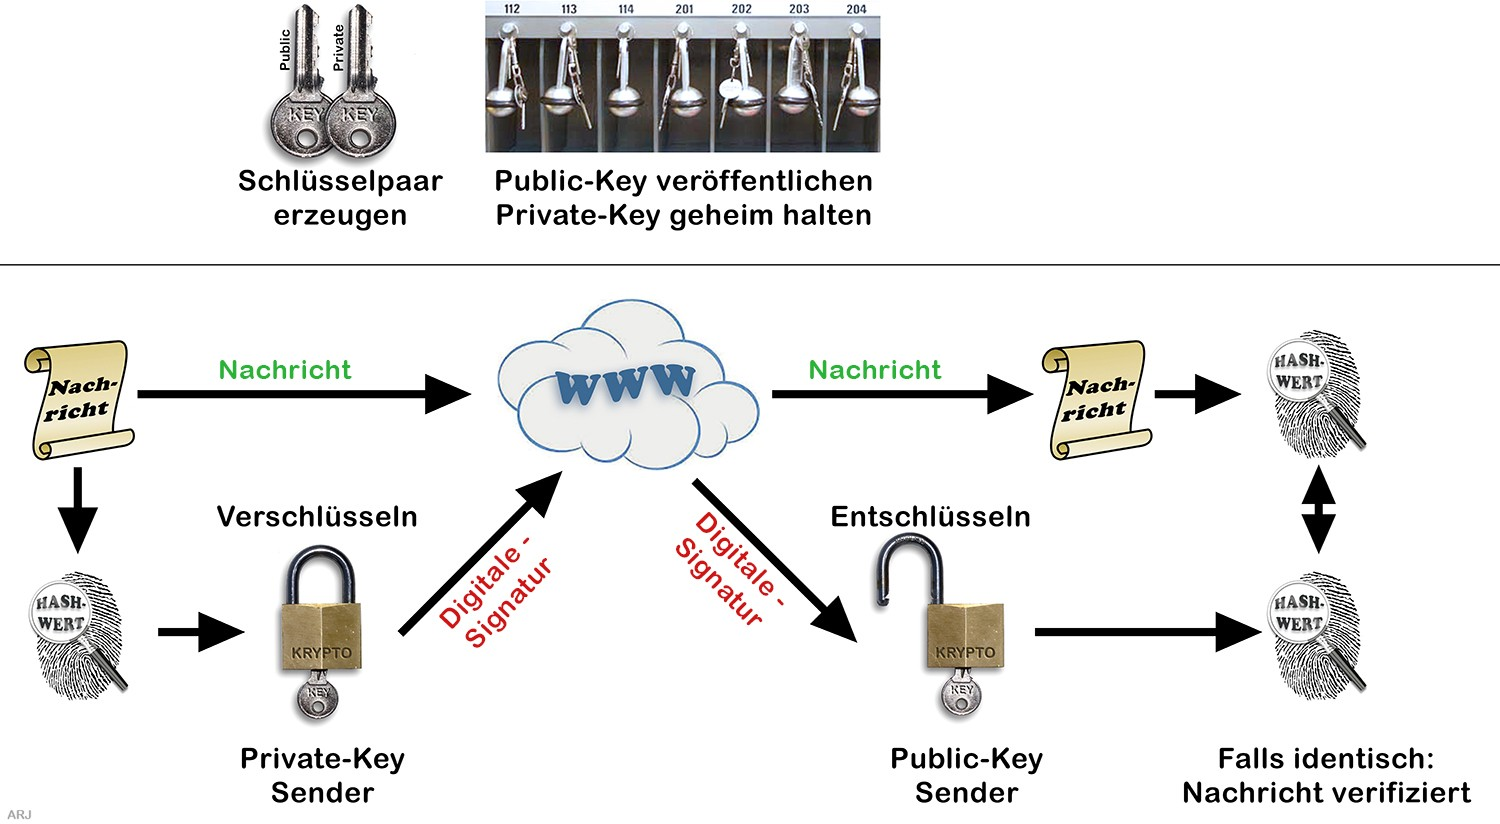 Public
Private
KEY
KEY
112 113 114 201 202 203 204
Schlüsselpaar
erzeugen
Public-Key veröffentlichen
Private-Key geheim halten
Nach-
richt
Nachricht
WWW
Nachricht
Nach-
richt
HASH-
WERT
Verschlüsseln
Digitale -
Signatur
Digitale -
Signatur
Entschlüsseln
HASH-
WERT
KRYPTO
KEY
KRYPTO
KEY
HASH-
WERT
Private-Key
Sender
Public-Key
Sender
Falls identisch:
Nachricht verifiziert
ARJ